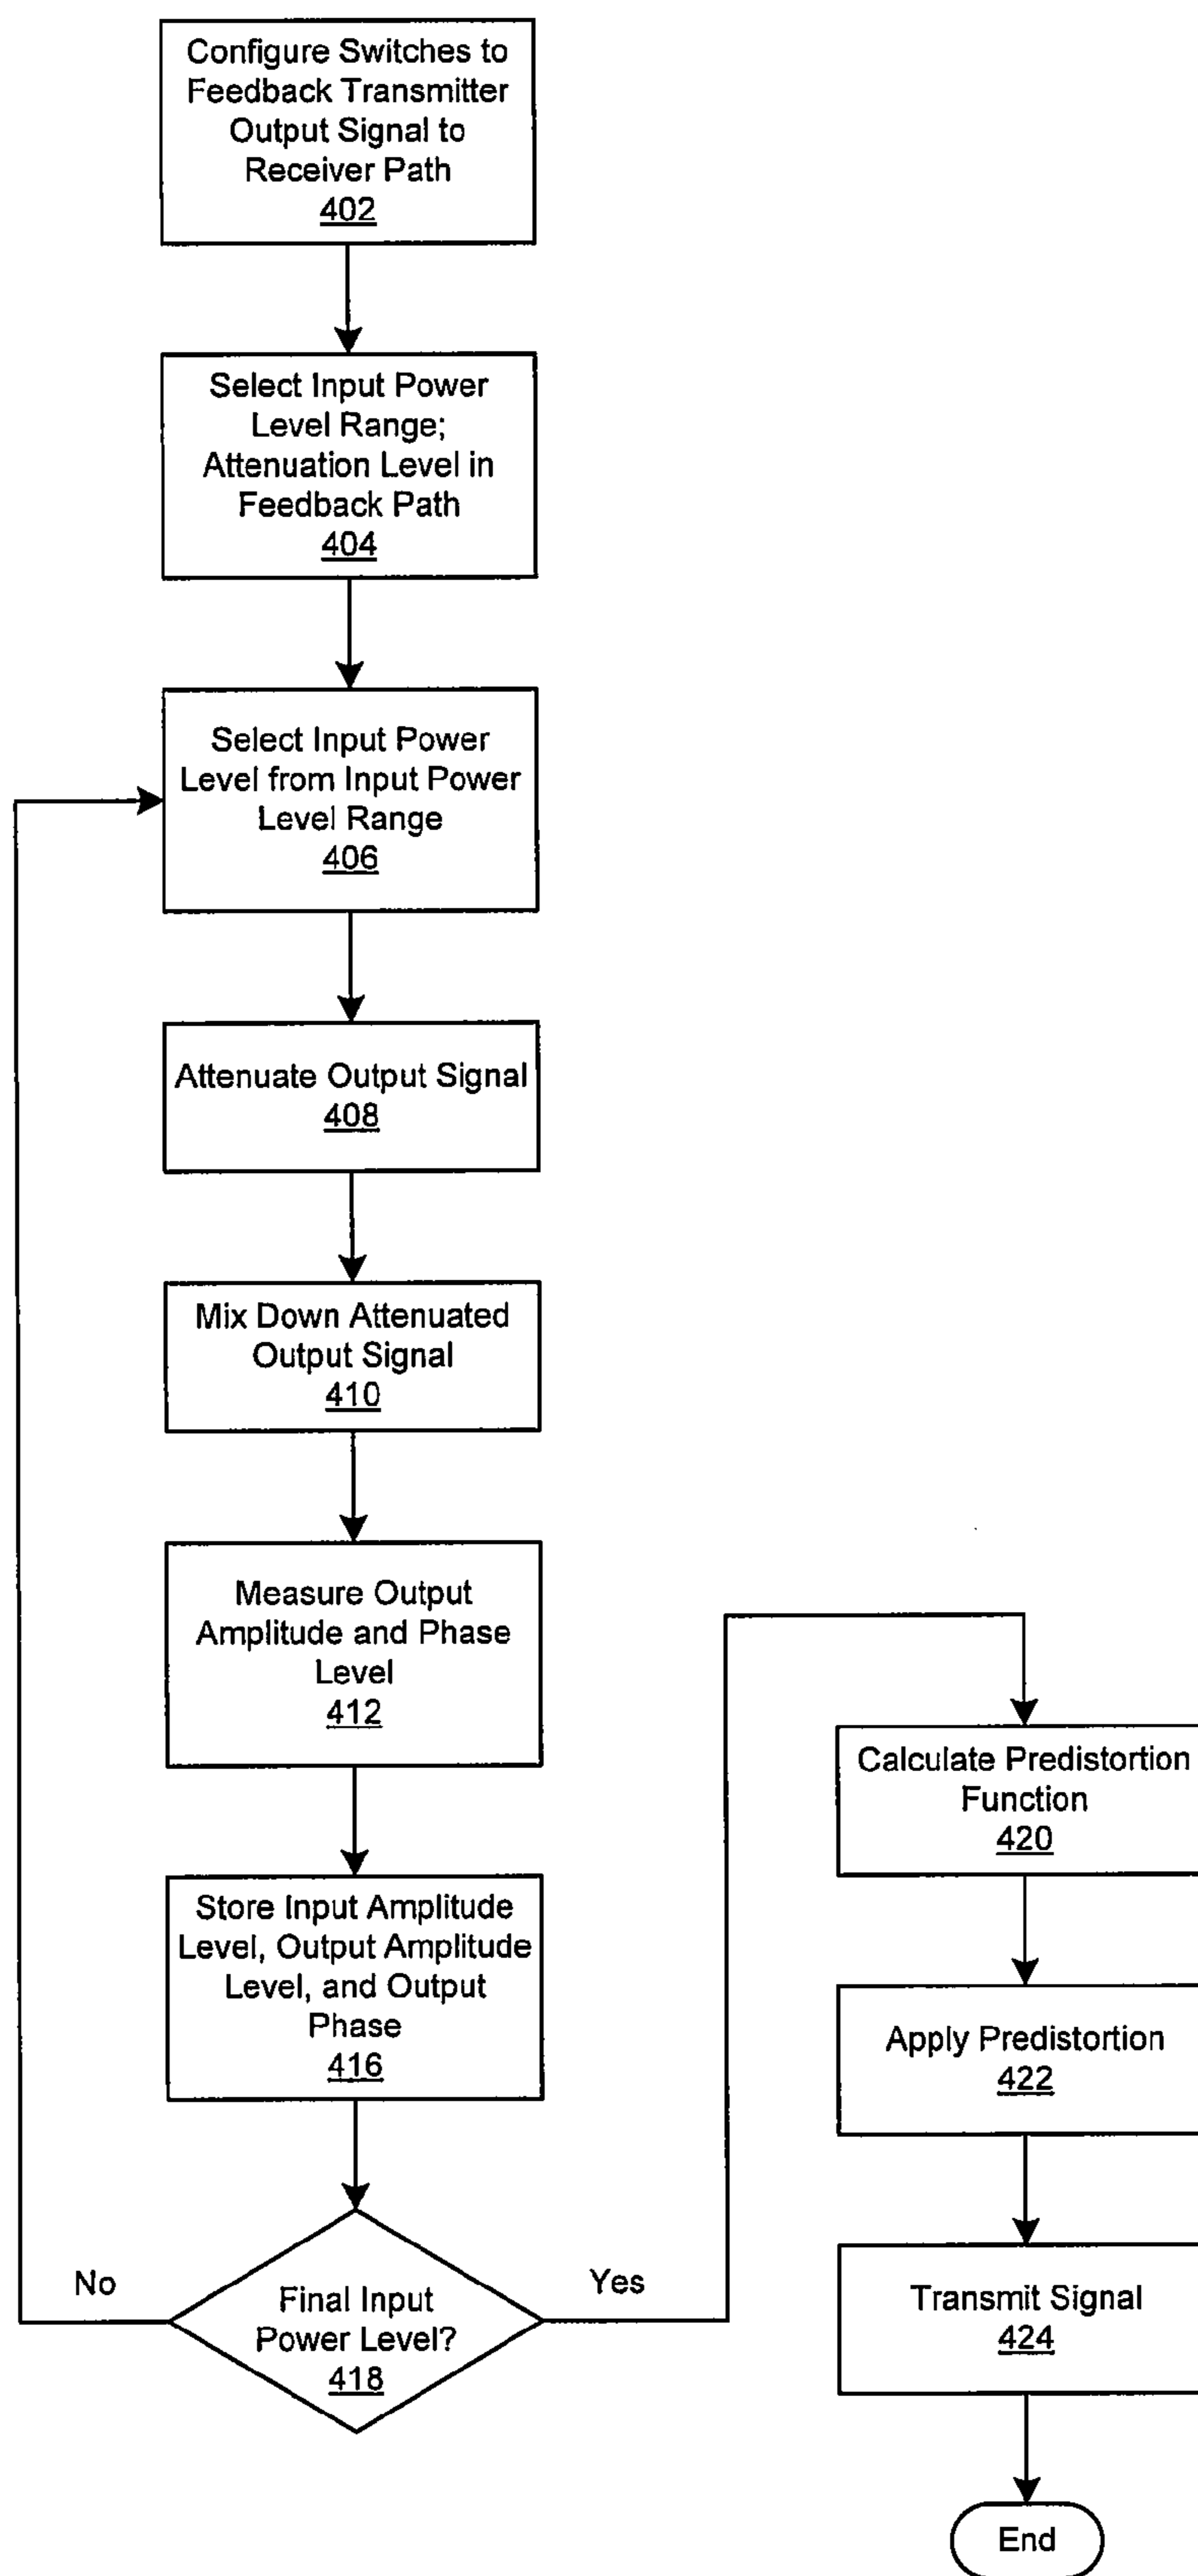 Configure Switches to
Feedback Transmitter
Output Signal to
Receiver Path
402
Select Input Power
Level Range;
Attenuation Level in
Feedback Path
404
Select Input Power
Level from Input Power
Level Range
406
Attenuate Output Signal
408
Mix Down Attenuated
Output Signal
410
Measure Output
Amplitude and Phase
Level
412
Store Input Amplitude
Level, Output Amplitude
Level, and Output
Phase
416
No
Final Input
Power Level?
418
Yes
Calculate Predistortion
Function
420
Apply Predistortion
422
Transmit Signal
424
End